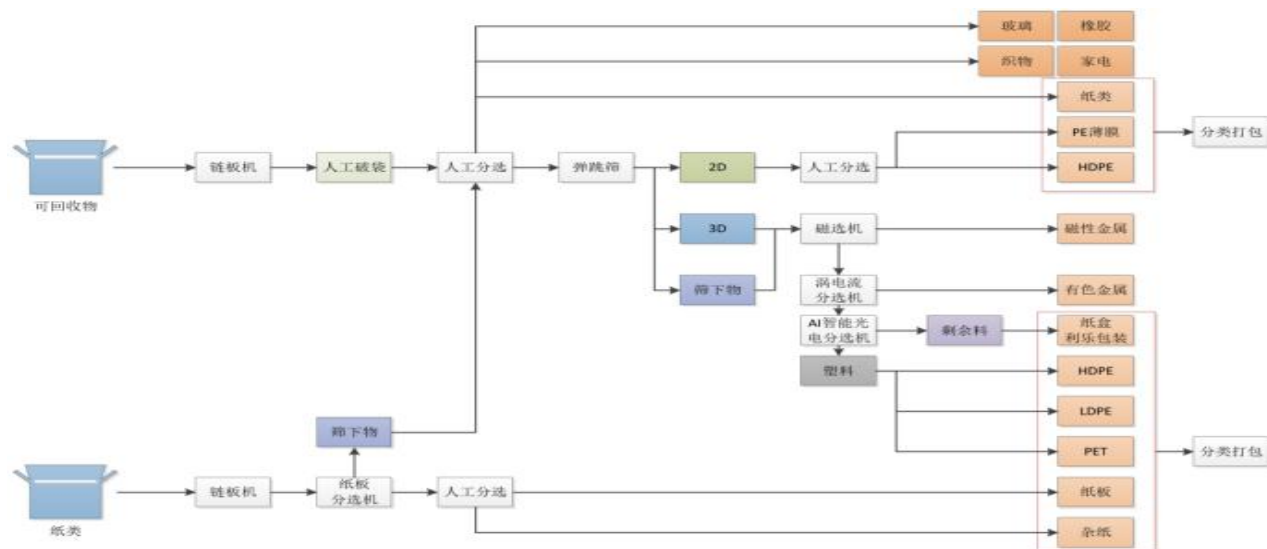 玻璃 橡胶
织物 家电
纸类
PE薄膜
分类打包
链板机 人工破袋 人工分选 弹跳筛 2D 人工分选 HDPE
可回收物
3D 磁选机 磁性金属
筛下物 涡电流
分选机 有色金属
AI智能光
电分选机 剩余料 纸盒
利乐包装
塑料 HDPE
LDPE
筛下物
PET 分类打包
链板机 纸板
分选机 人工分选 纸板
纸类
杂纸